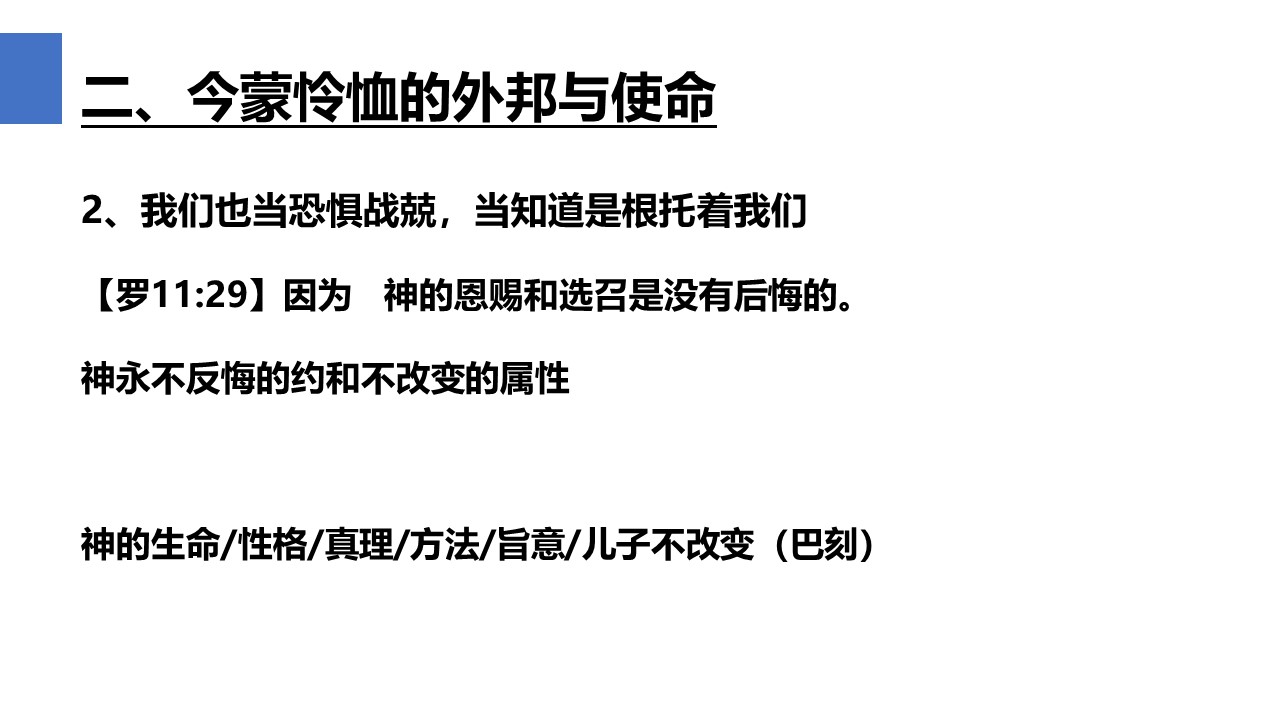 二、今蒙怜恤的外邦与使命
2、我们也当恐惧战兢，当知道是根托着我们
【罗11:29】因为   神的恩赐和选召是没有后悔的。
神永不反悔的约和不改变的属性
神的生命/性格/真理/方法/旨意/儿子不改变（巴刻）